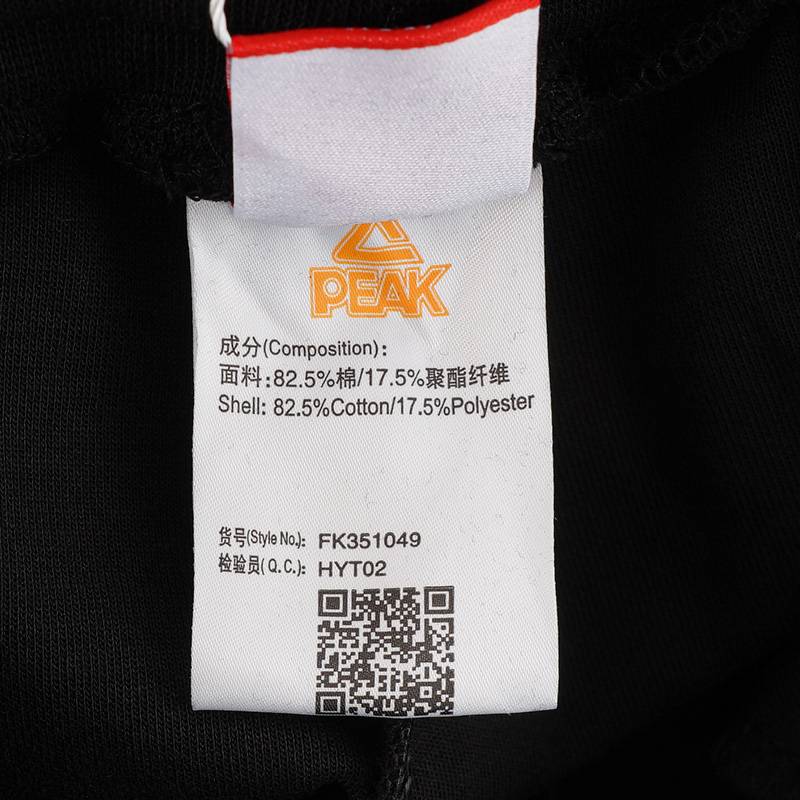 PEAK
成分(Composition):
面料:82.5%棉/17.5%聚酯纤维
Shell: 82.5%Cotton/17.5%Polyester
货号(Style No.): FK351049
检验员(Q.C.): HYT02